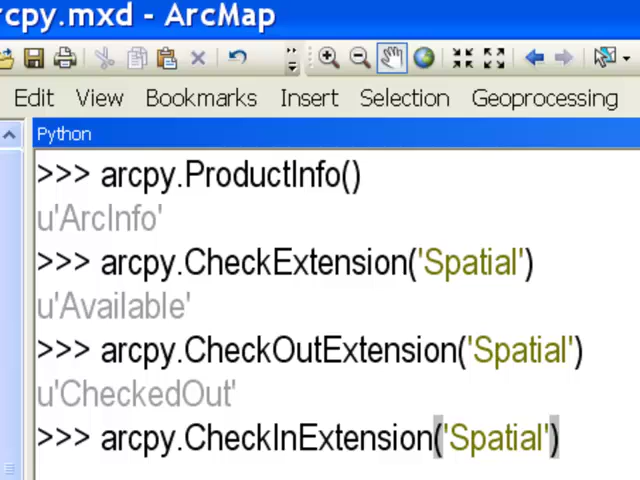 rcpy.mxd - ArcMap
Edit View Bookmarks Insert Selection Geoprocessing
Python
>>> arcpy.ProductInfo()
u'ArcInfo'
>>> arcpy.CheckExtension('Spatial')
u'Available'
>>> arcpy.CheckOutExtension('Spatial')
u'CheckedOut'
>>> arcpy.CheckInExtension('Spatial')